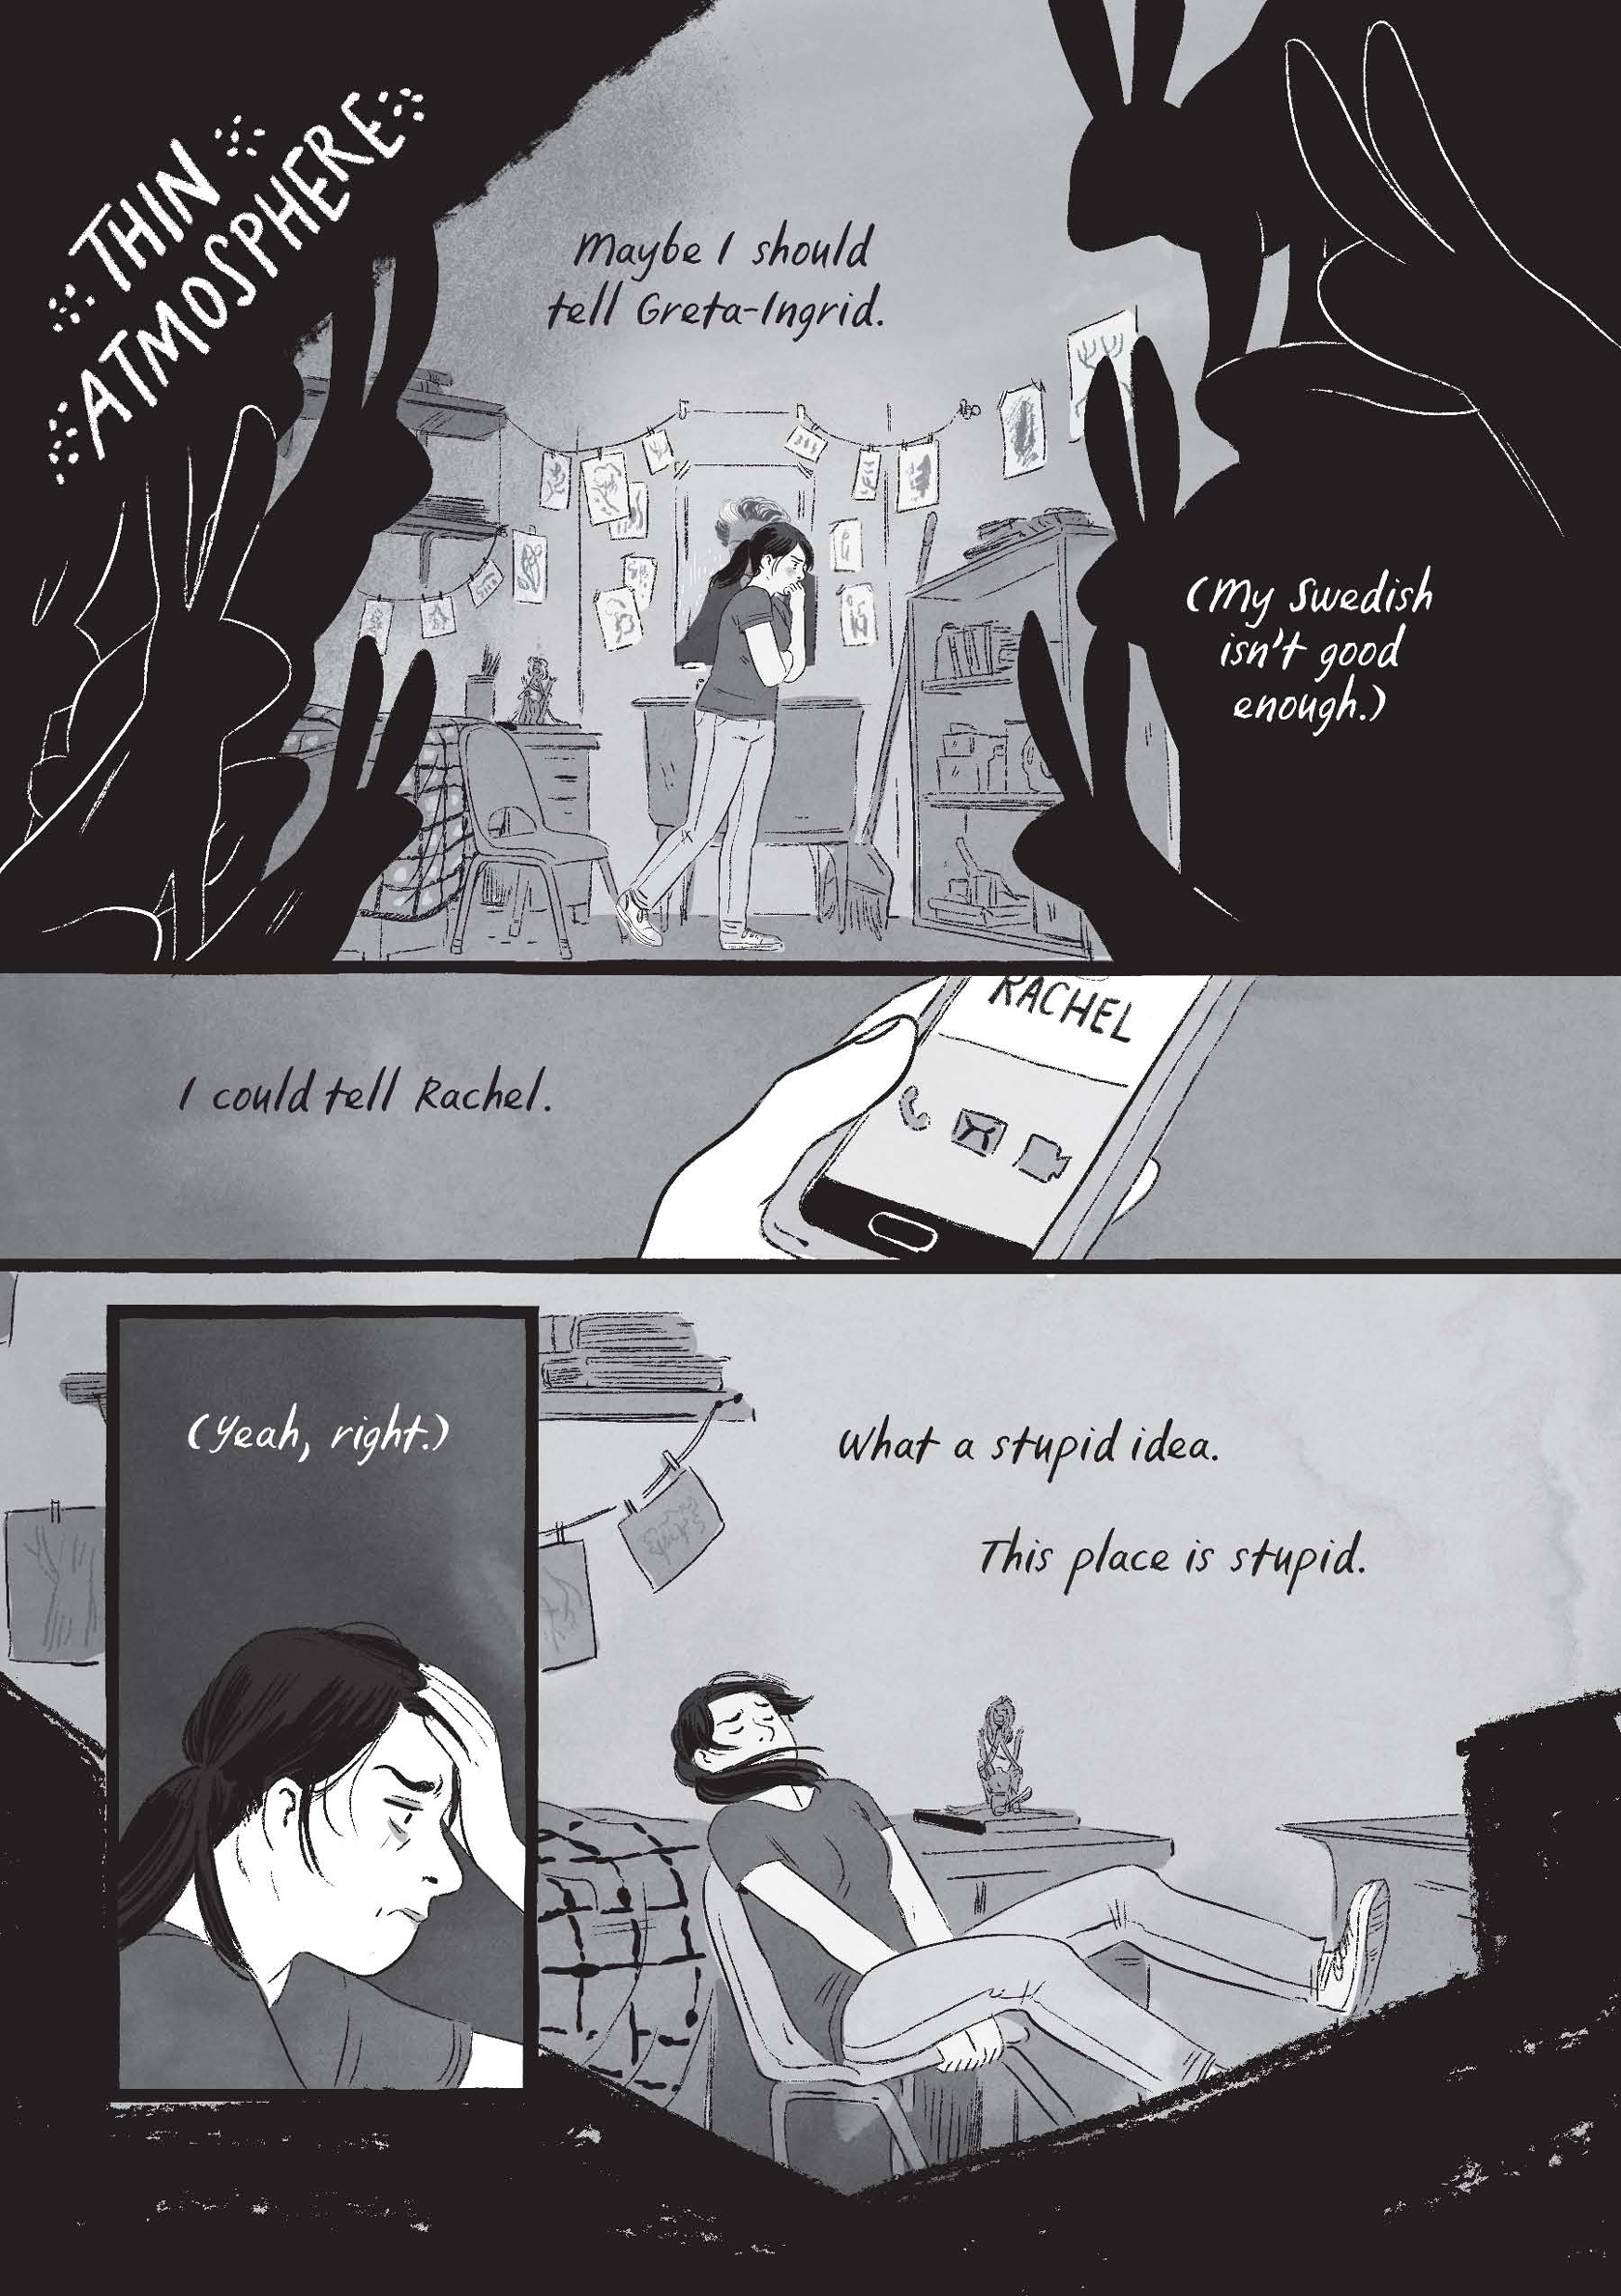 THIN
ATMOSPHERE
Maybe I should
tell Greta-Ingrid.
(My Swedish
isn't good
enough.)
I could tell Rachel.
RACHEL
(Yeah, right.)
What a stupid idea.
This place is stupid.